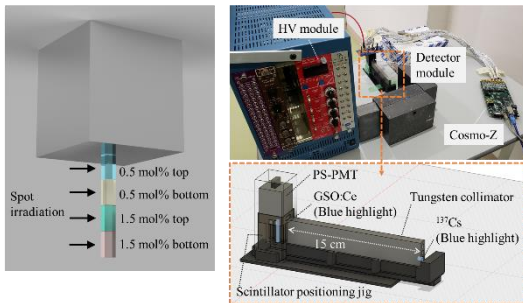 Spot
irradiation
0.5 mol% top
0.5 mol% bottom
1.5 mol% top
1.5 mol% bottom
HV module
Detector
module
Cosmo-Z
PS-PMT
GSO:Ce
(Blue highlight)
Tungsten collimator
¹³⁷Cs
(Blue highlight)
15 cm
Scintillator positioning jig